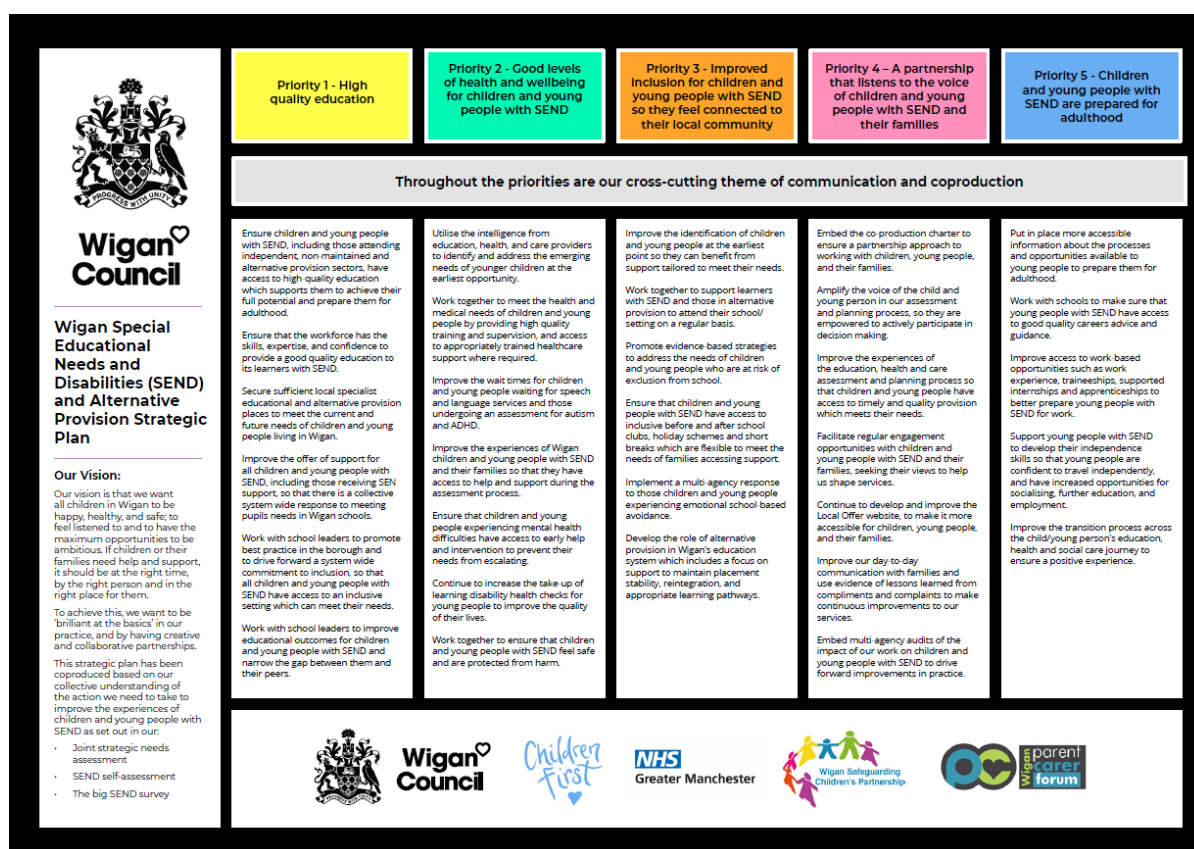 PROGRESS WITH UNITY
Wigan
Council
Wigan Special
Educational
Needs and
Disabilities (SEND)
and Alternative
Provision Strategic
Plan
Our Vision:
Our vision is that we want
all children in Wigan to be
happy, healthy, and safe; to
feel listened to and to have the
maximum opportunities to be
ambitious. If children or their
families need help and support,
it should be at the right time,
by the right person and in the
right place for them.
To achieve this, we want to be
'brilliant at the basics' in our
practice, and by having creative
and collaborative partnerships.
This strategic plan has been
coproduced based on our
collective understanding of
the action we need to take to
improve the experiences of
children and young people with
SEND as set out in our:
· Joint strategic needs
assessment
· SEND self-assessment
· The big SEND survey
Priority 1 - High
quality education
Priority 2 - Good levels
of health and wellbeing
for children and young
people with SEND
Priority 3 - Improved
inclusion for children and
young people with SEND
so they feel connected to
their local community
Priority 4 – A partnership
that listens to the voice
of children and young
people with SEND and
their families
Priority 5 - Children
and young people with
SEND are prepared for
adulthood
Throughout the priorities are our cross-cutting theme of communication and coproduction
Ensure children and young people
with SEND, including those attending
independent, non-maintained and
alternative provision sectors, have
access to high-quality education
which supports them to achieve their
full potential and prepare them for
adulthood.
Ensure that the workforce has the
skills, expertise, and confidence to
provide a good quality education to
its learners with SEND.
Secure sufficient local specialist
educational and alternative provision
places to meet the current and
future needs of children and young
people living in Wigan.
Improve the offer of support for
all children and young people with
SEND, including those receiving SEN
support, so that there is a collective
system wide response to meeting
pupils needs in Wigan schools.
Work with school leaders to promote
best practice in the borough and
to drive forward a system wide
commitment to inclusion, so that
all children and young people with
SEND have access to an inclusive
setting which can meet their needs.
Work with school leaders to improve
educational outcomes for children
and young people with SEND and
narrow the gap between them and
their peers.
Utilise the intelligence from
education, health, and care providers
to identify and address the emerging
needs of younger children at the
earliest opportunity.
Work together to meet the health and
medical needs of children and young
people by providing high quality
training and supervision, and access
to appropriately trained healthcare
support where required.
Improve the wait times for children
and young people waiting for speech
and language services and those
undergoing an assessment for autism
and ADHD.
Improve the experiences of Wigan
children and young people with SEND
and their families so that they have
access to help and support during the
assessment process.
Ensure that children and young
people experiencing mental health
difficulties have access to early help
and intervention to prevent their
needs from escalating.
Continue to increase the take-up of
learning disability health checks for
young people to improve the quality
of their lives.
Work together to ensure that children
and young people with SEND feel safe
and are protected from harm.
Improve the identification of children
and young people at the earliest
point so they can benefit from
support tailored to meet their needs.
Work together to support learners
with SEND and those in alternative
provision to attend their school/
setting on a regular basis.
Promote evidence-based strategies
to address the needs of children
and young people who are at risk of
exclusion from school.
Ensure that children and young
people with SEND have access to
inclusive before and after school
clubs, holiday schemes and short
breaks which are flexible to meet the
needs of families accessing support.
Implement a multi-agency response
to those children and young people
experiencing emotional school-based
avoidance.
Develop the role of alternative
provision in Wigan's education
system which includes a focus on
support to maintain placement
stability, reintegration, and
appropriate learning pathways.
Embed the co-production charter to
ensure a partnership approach to
working with children, young people,
and their families.
Amplify the voice of the child and
young person in our assessment
and planning process, so they are
empowered to actively participate in
decision making.
Improve the experiences of
the education, health and care
assessment and planning process so
that children and young people have
access to timely and quality provision
which meets their needs.
Facilitate regular engagement
opportunities with children and
young people with SEND and their
families, seeking their views to help
us shape services.
Continue to develop and improve the
Local Offer website, to make it more
accessible for children, young people,
and their families.
Improve our day-to-day
communication with families and
use evidence of lessons learned from
compliments and complaints to make
continuous improvements to our
services.
Embed multi-agency audits of the
impact of our work on children and
young people with SEND to drive
forward improvements in practice.
Put in place more accessible
information about the processes
and opportunities available to
young people to prepare them for
adulthood.
Work with schools to make sure that
young people with SEND have access
to good quality careers advice and
guidance.
Improve access to work-based
opportunities such as work
experience, traineeships, supported
internships and apprenticeships to
better prepare young people with
SEND for work.
Support young people with SEND
to develop their independence
skills so that young people are
confident to travel independently,
and have increased opportunities for
socialising, further education, and
employment.
Improve the transition process across
the child/young person's education,
health and social care journey to
ensure a positive experience.
Wigan
Council
Children
First
NHS
Greater Manchester
Wigan Safeguarding
Children's Partnership
pc
Wigan
parent
carer
forum